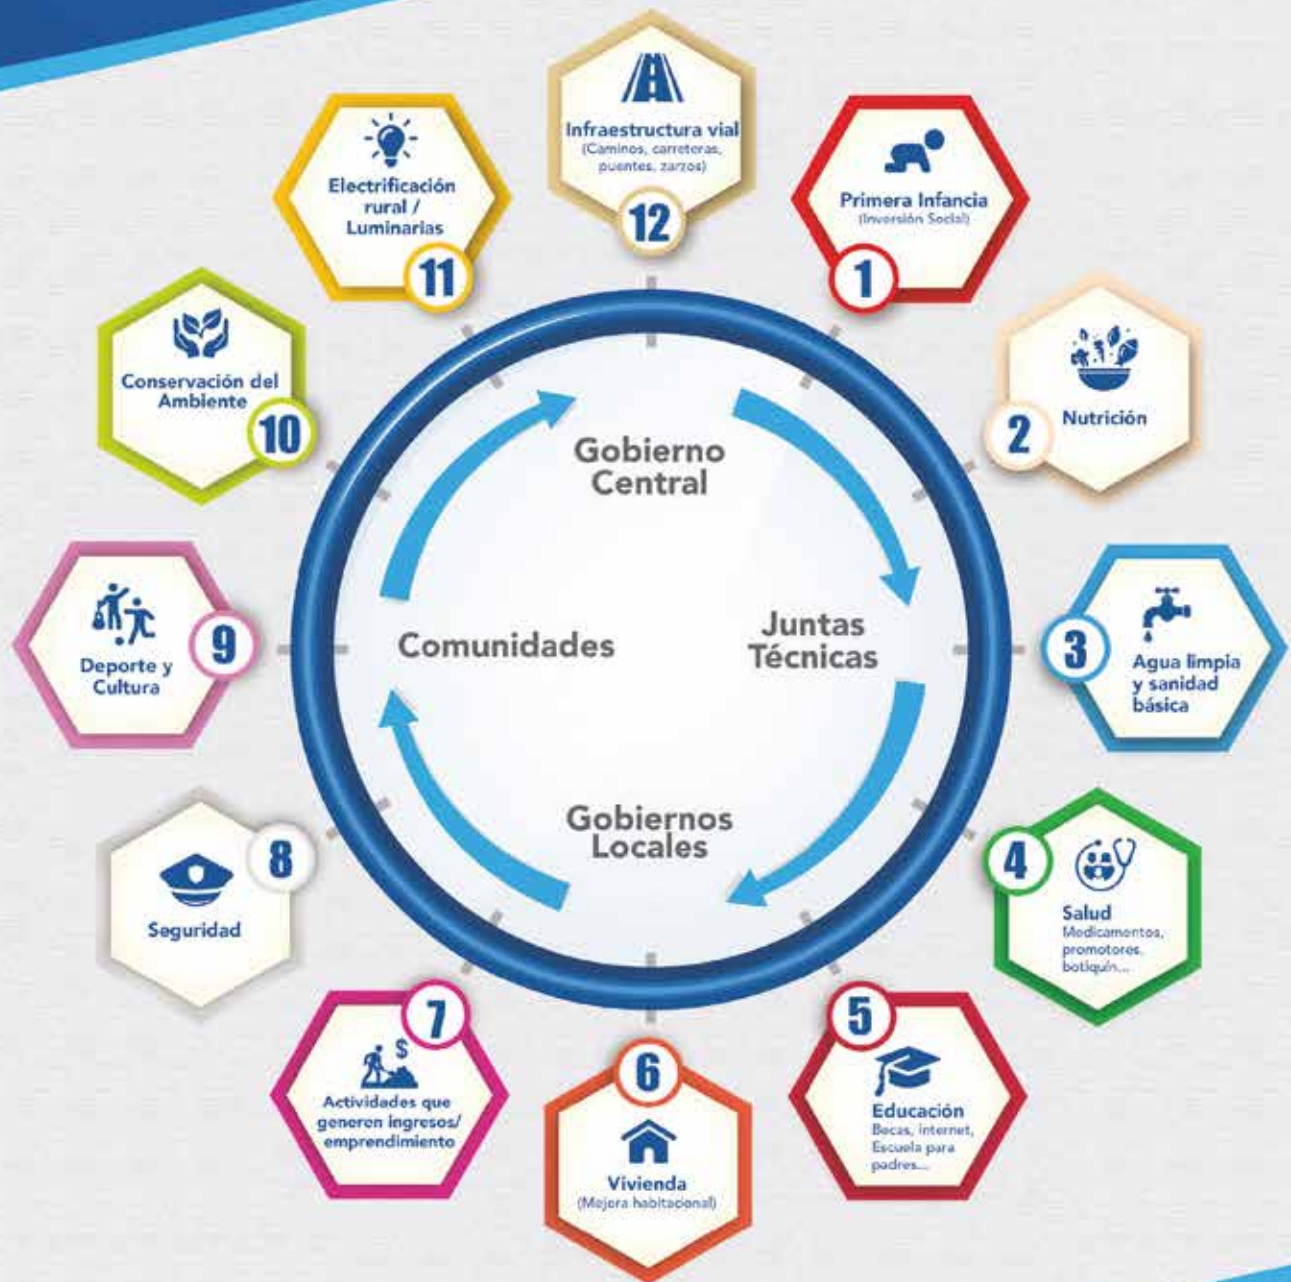 Infraestructura vial
(Caminos, carreteras,
puentes, zarzos)
12
Primera Infancia
(Inversión Social)
1
Nutrición
2
Agua limpia
y sanidad
básica
3
Salud
Medicamentos,
promotores,
botiquín...
4
Educación
Becas, internet,
Escuela para
padres...
5
Vivienda
(Mejora habitacional)
6
$
Actividades que
generen ingresos/
emprendimiento
7
Seguridad
8
Deporte y
Cultura
9
Conservación del
Ambiente
10
Electrificación
rural /
Luminarias
11
Gobierno
Central
Juntas
Técnicas
Gobiernos
Locales
Comunidades